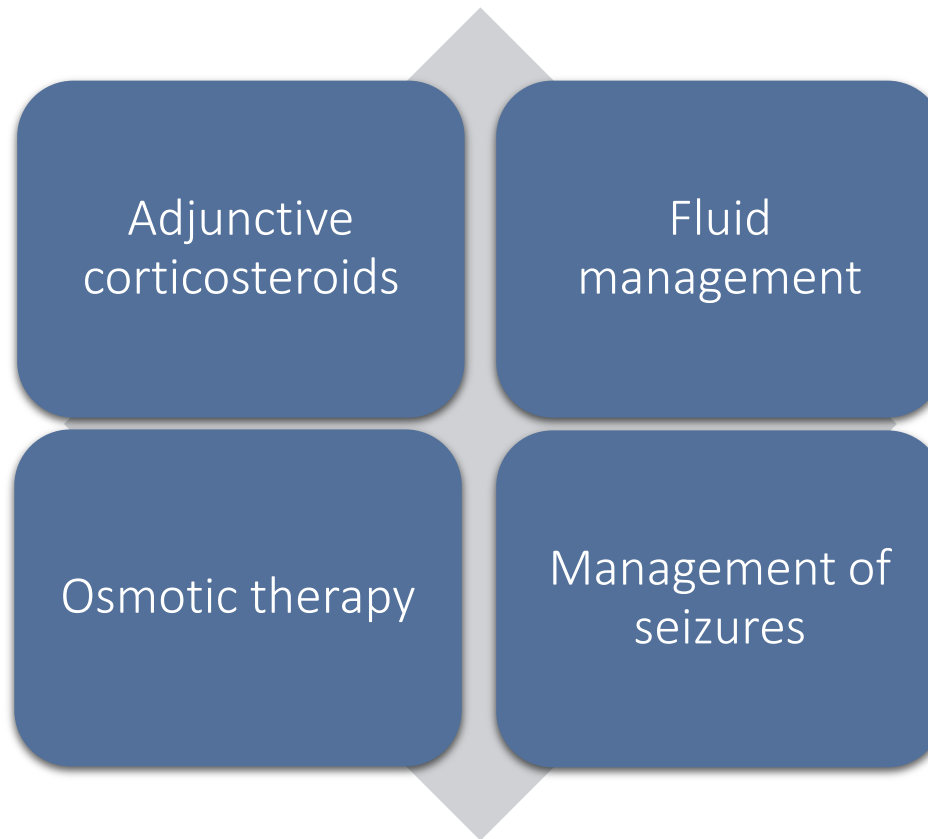 Adjunctive
corticosteroids
Fluid
management
Osmotic therapy
Management of
seizures